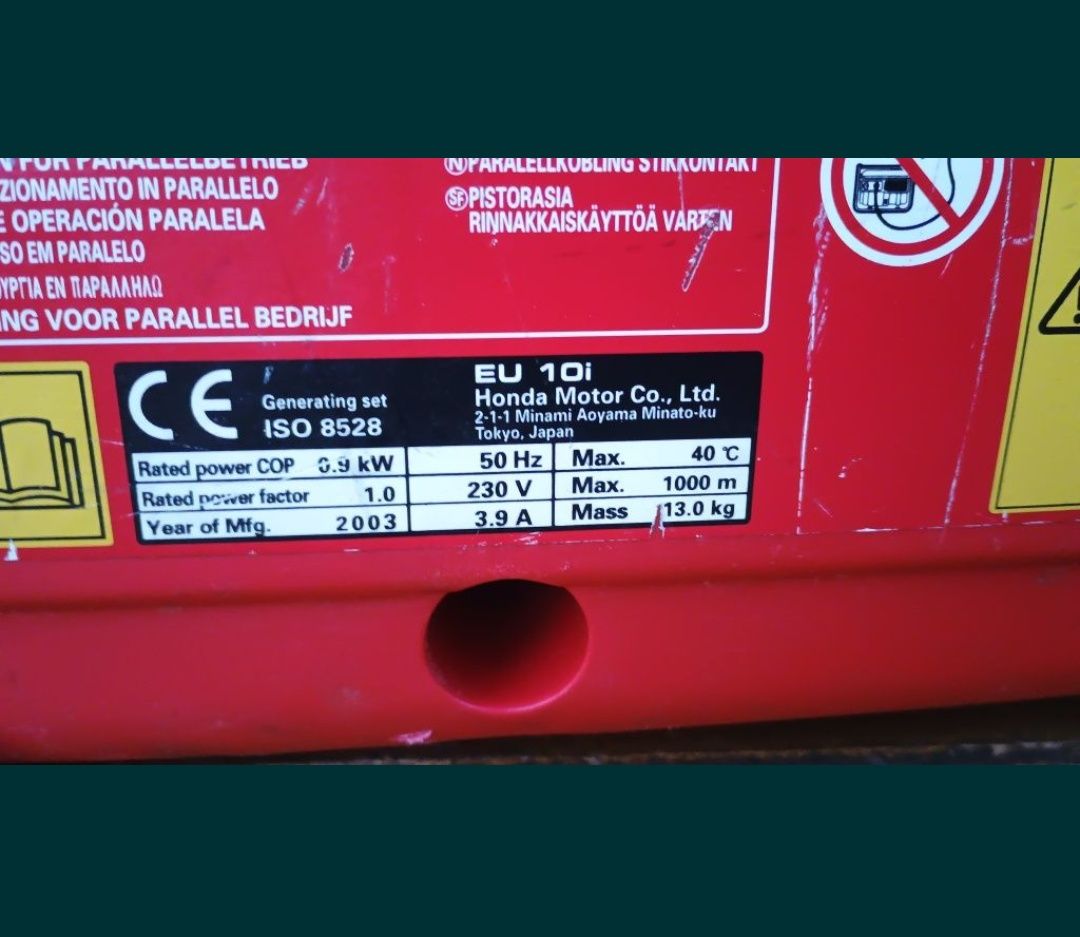 FÜR PARALLELBETRIEB
ZIONAMENTO IN PARALLELO
E OPERACIÓN PARALELA
SO EM PARALELO
ΥΡΓΙΑ ΕΝ ΠΑΡΑΛΛΗΛΩ
ING VOOR PARALLEL BEDRIJF
N PARALELLKOBLING STIKKONTAKT
SF PISTORASIA
RINNAKKAISKÄYTTÖÄ VARTEN
CE
Generating set
ISO 8528
EU 10i
Honda Motor Co., Ltd.
2-1-1 Minami Aoyama Minato-ku
Tokyo, Japan
Rated power COP 0.9 kW 50 Hz Max. 40 °C
Rated power factor 1.0 230 V Max. 1000 m
Year of Mfg. 2003 3.9 A Mass 13.0 kg